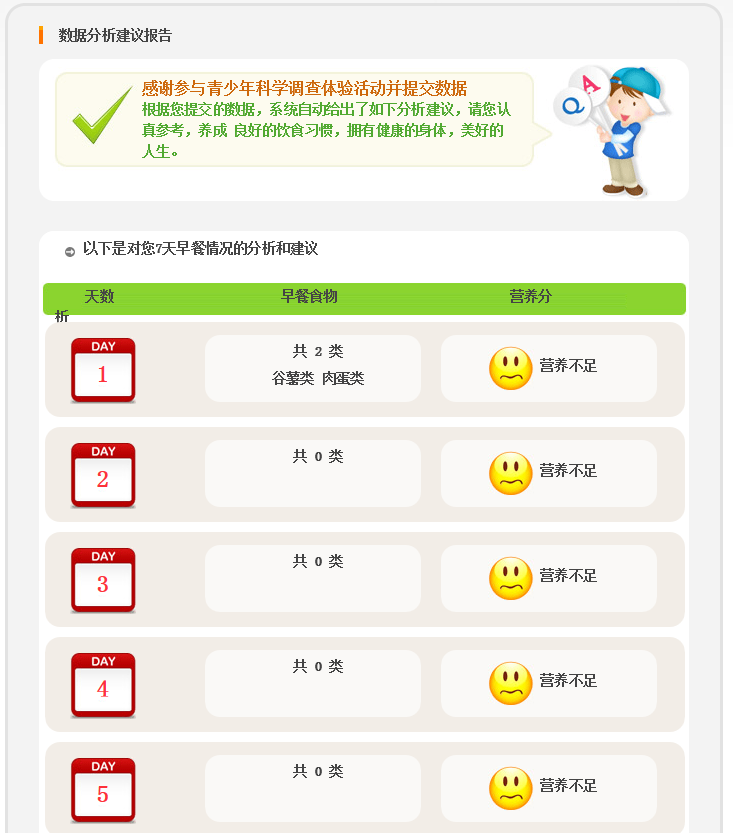 数据分析建议报告
感谢参与青少年科学调查体验活动并提交数据
根据您提交的数据，系统自动给出了如下分析建议，请您认
真参考，养成 良好的饮食习惯，拥有健康的身体，美好的
人生。
A
Q
以下是对您7天早餐情况的分析和建议
天数 早餐食物 营养分
析
DAY
1
共 2 类
谷薯类 肉蛋类
营养不足
DAY
2
共 0 类
营养不足
DAY
3
共 0 类
营养不足
DAY
4
共 0 类
营养不足
DAY
5
共 0 类
营养不足